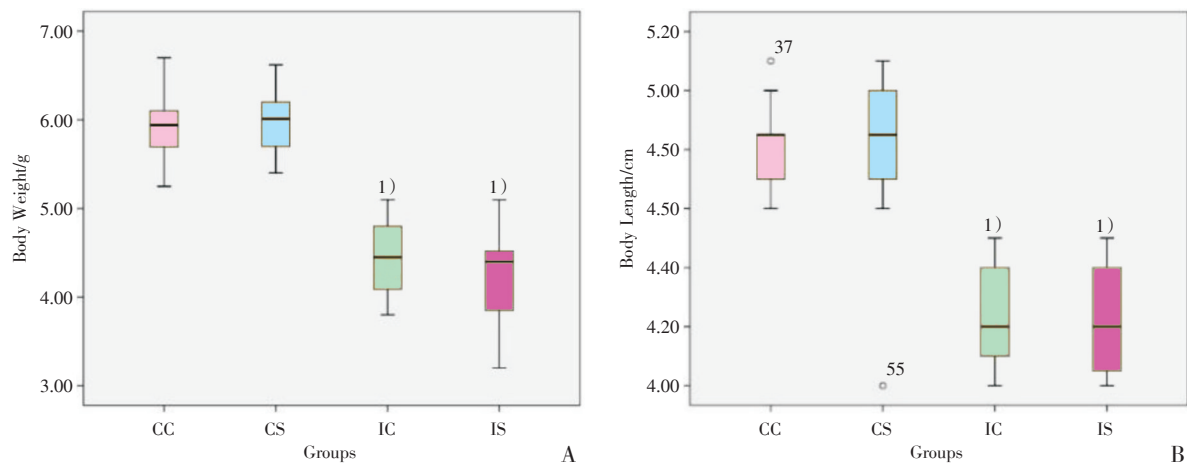 Body Weight/g
7.00
6.00
5.00
4.00
3.00
1)
1)
CC
CS
IC
IS
Groups
A
Body Length/cm
5.20
5.00
4.50
4.50
4.40
4.20
4.00
37
55
1)
1)
CC
CS
IC
IS
Groups
B